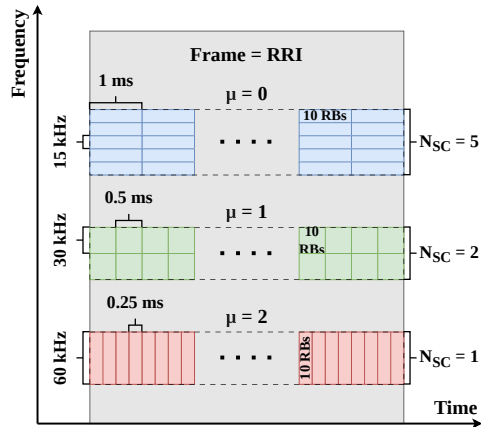 Frequency
Frame = RRI
1 ms
μ = 0
10 RBs
15 kHz
N_SC = 5
0.5 ms
μ = 1
10
RBs
30 kHz
N_SC = 2
0.25 ms
μ = 2
10 RBs
60 kHz
N_SC = 1
Time